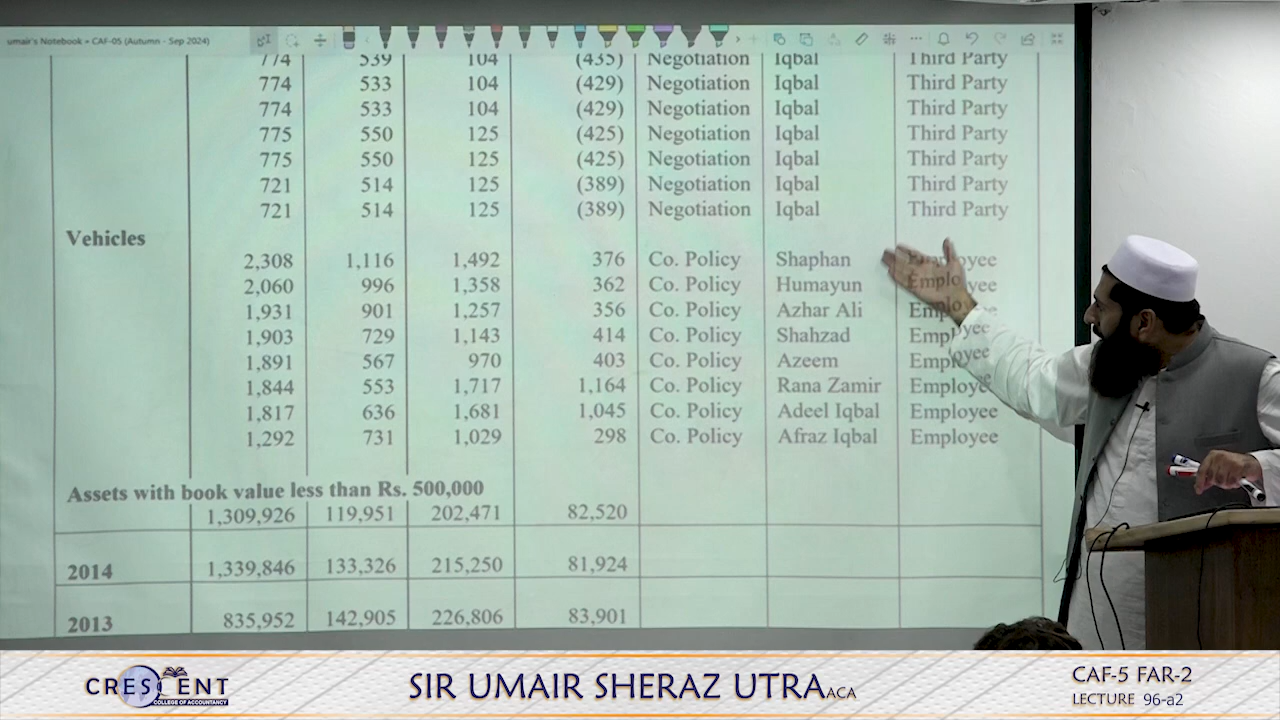 umair's Notebook » CAF-05 (Autumn - Sep 2024)
774 539 104 (435) Negotiation Iqbal Third Party
774 533 104 (429) Negotiation Iqbal Third Party
774 533 104 (429) Negotiation Iqbal Third Party
775 550 125 (425) Negotiation Iqbal Third Party
775 550 125 (425) Negotiation Iqbal Third Party
721 514 125 (389) Negotiation Iqbal Third Party
721 514 125 (389) Negotiation Iqbal Third Party
Vehicles
2,308 1,116 1,492 376 Co. Policy Shaphan Employee
2,060 996 1,358 362 Co. Policy Humayun Employee
1,931 901 1,257 356 Co. Policy Azhar Ali Employee
1,903 729 1,143 414 Co. Policy Shahzad Employee
1,891 567 970 403 Co. Policy Azeem Employee
1,844 553 1,717 1,164 Co. Policy Rana Zamir Employee
1,817 636 1,681 1,045 Co. Policy Adeel Iqbal Employee
1,292 731 1,029 298 Co. Policy Afraz Iqbal Employee
Assets with book value less than Rs. 500,000
1,309,926 119,951 202,471 82,520
2014 1,339,846 133,326 215,250 81,924
2013 835,952 142,905 226,806 83,901
CRESCENT
COLLEGE OF ACCOUNTANCY
SIR UMAIR SHERAZ UTRA ACA
CAF-5 FAR-2
LECTURE 96-a2